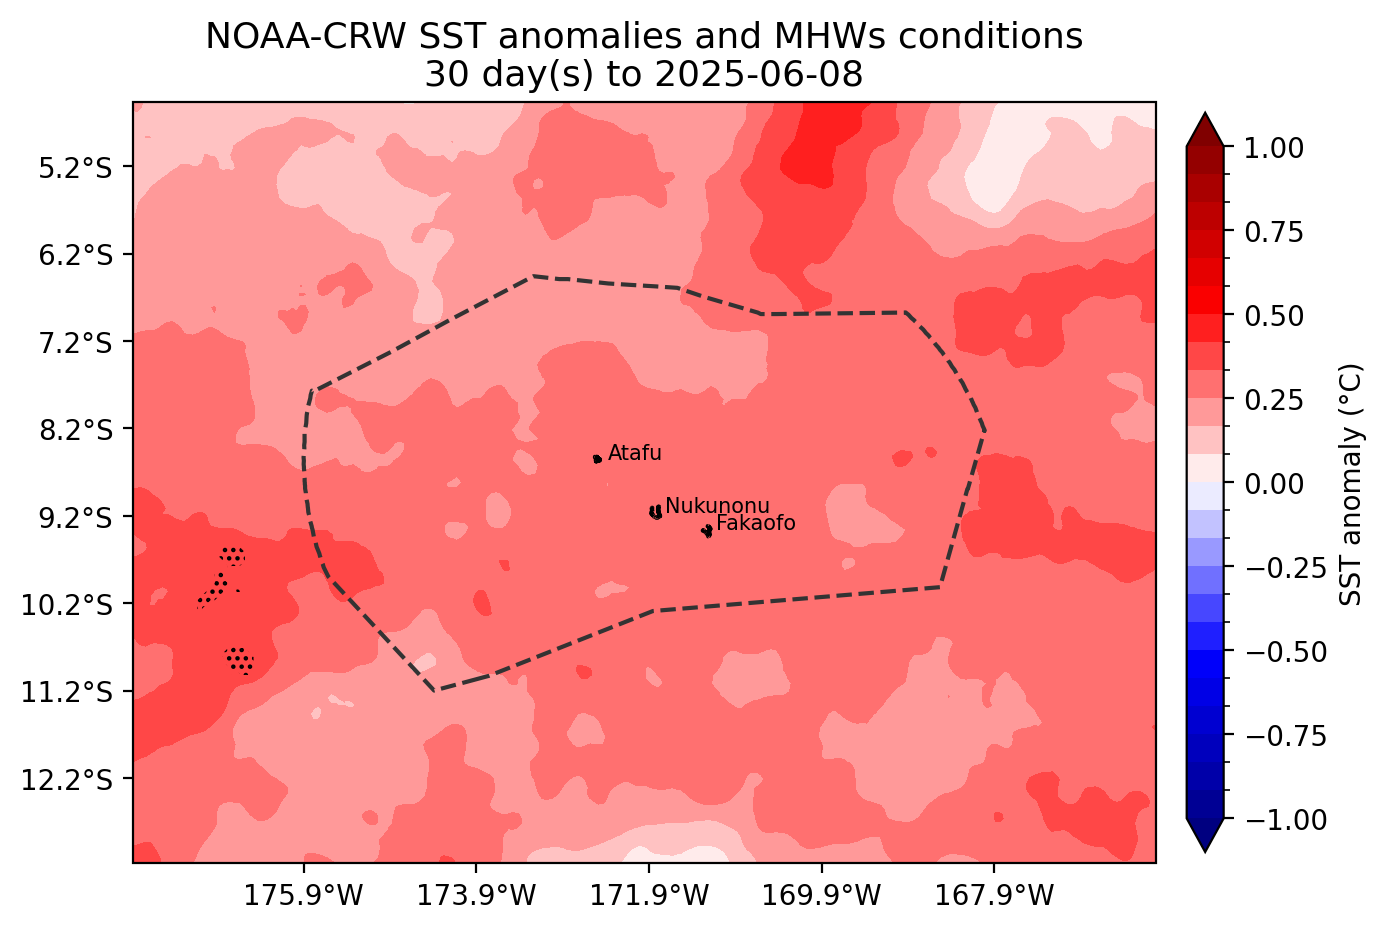 NOAA-CRW SST anomalies and MHWs conditions
30 day(s) to 2025-06-08
5.2°S
6.2°S
7.2°S
8.2°S
9.2°S
10.2°S
11.2°S
12.2°S
Atafu
Nukunonu
Fakaofo
175.9°W
173.9°W
171.9°W
169.9°W
167.9°W
1.00
0.75
0.50
0.25
0.00
−0.25
−0.50
−0.75
−1.00
SST anomaly (°C)